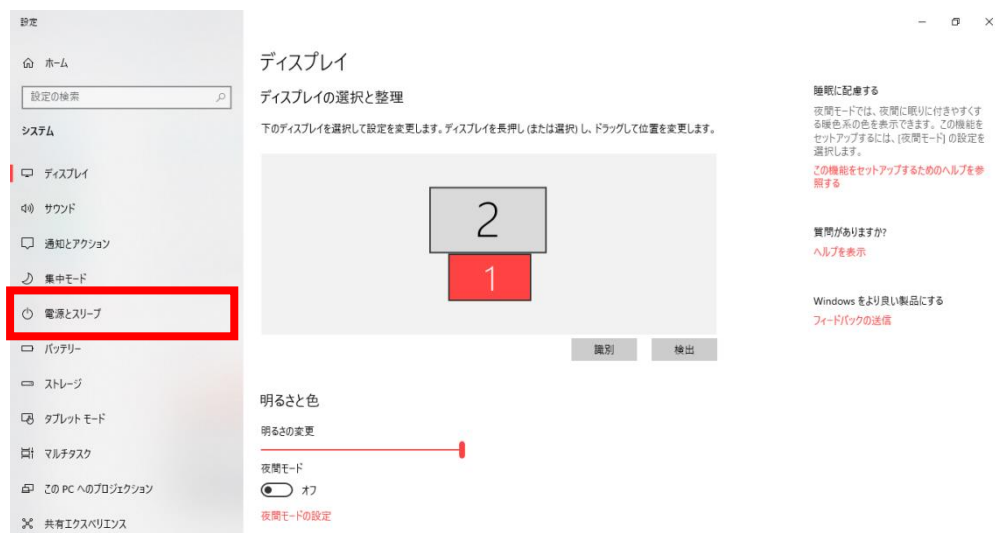 設定
ホーム
設定の検索
システム
ディスプレイ
サウンド
通知とアクション
集中モード
電源とスリープ
バッテリー
ストレージ
タブレット モード
マルチタスク
この PC へのプロジェクション
共有エクスペリエンス
ディスプレイ
ディスプレイの選択と整理
下のディスプレイを選択して設定を変更します。ディスプレイを長押し (または選択) し、ドラッグして位置を変更します。
2
1
識別
検出
明るさと色
明るさの変更
夜間モード
オフ
夜間モードの設定
睡眠に配慮する
夜間モードでは、夜間に眠りに付きやすくす
る暖色系の色を表示できます。この機能を
セットアップするには、[夜間モード] の設定を
選択します。
この機能をセットアップするためのヘルプを参
照する
質問がありますか?
ヘルプを表示
Windows をより良い製品にする
フィードバックの送信